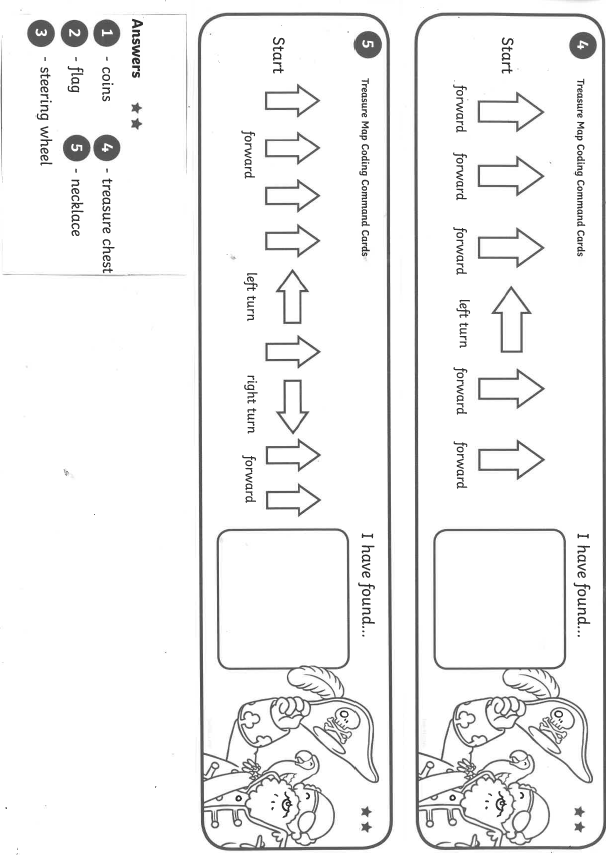 4
Treasure Map Coding Command Cards
Start
forward forward forward left turn forward forward
I have found...
5
Treasure Map Coding Command Cards
Start
forward left turn right turn forward
I have found...
Answers
1 - coins
2 - flag
3 - steering wheel
4 - treasure chest
5 - necklace